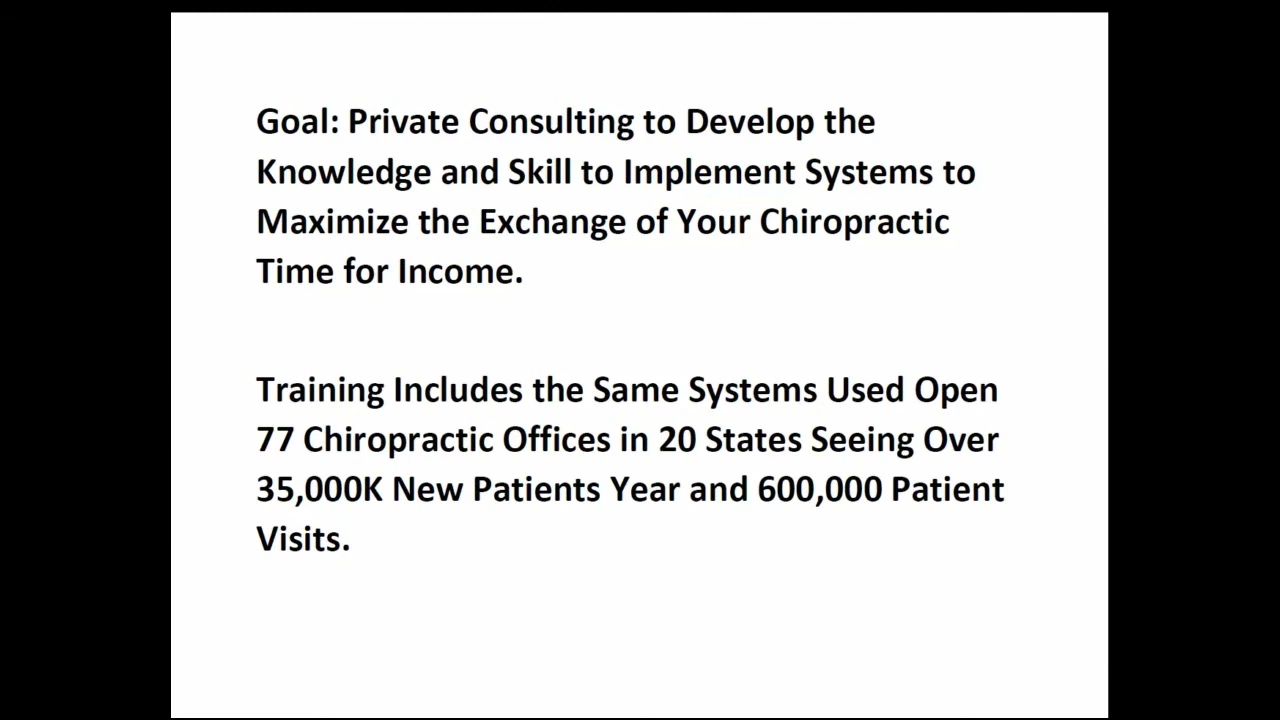 Goal: Private Consulting to Develop the
Knowledge and Skill to Implement Systems to
Maximize the Exchange of Your Chiropractic
Time for Income.
Training Includes the Same Systems Used Open
77 Chiropractic Offices in 20 States Seeing Over
35,000K New Patients Year and 600,000 Patient
Visits.